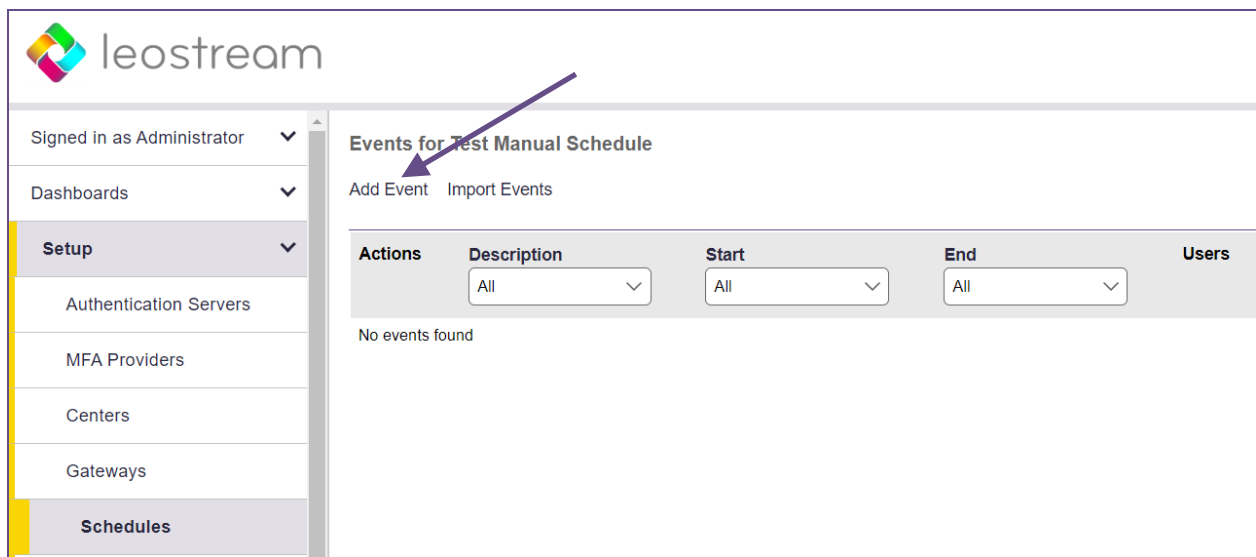 leostream
Signed in as Administrator
Dashboards
Setup
Authentication Servers
MFA Providers
Centers
Gateways
Schedules
Events for Test Manual Schedule
Add Event Import Events
Actions Description Start End Users
All All All
No events found